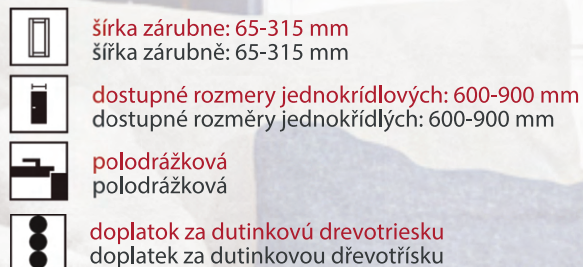 šírka zárubne: 65-315 mm
šířka zárubně: 65-315 mm
dostupné rozmery jednokrídlových: 600-900 mm
dostupné rozměry jednokřídlých: 600-900 mm
polodrážková
polodrážková
doplatok za dutinkovú drevotriesku
doplatek za dutinkovou dřevotřísku